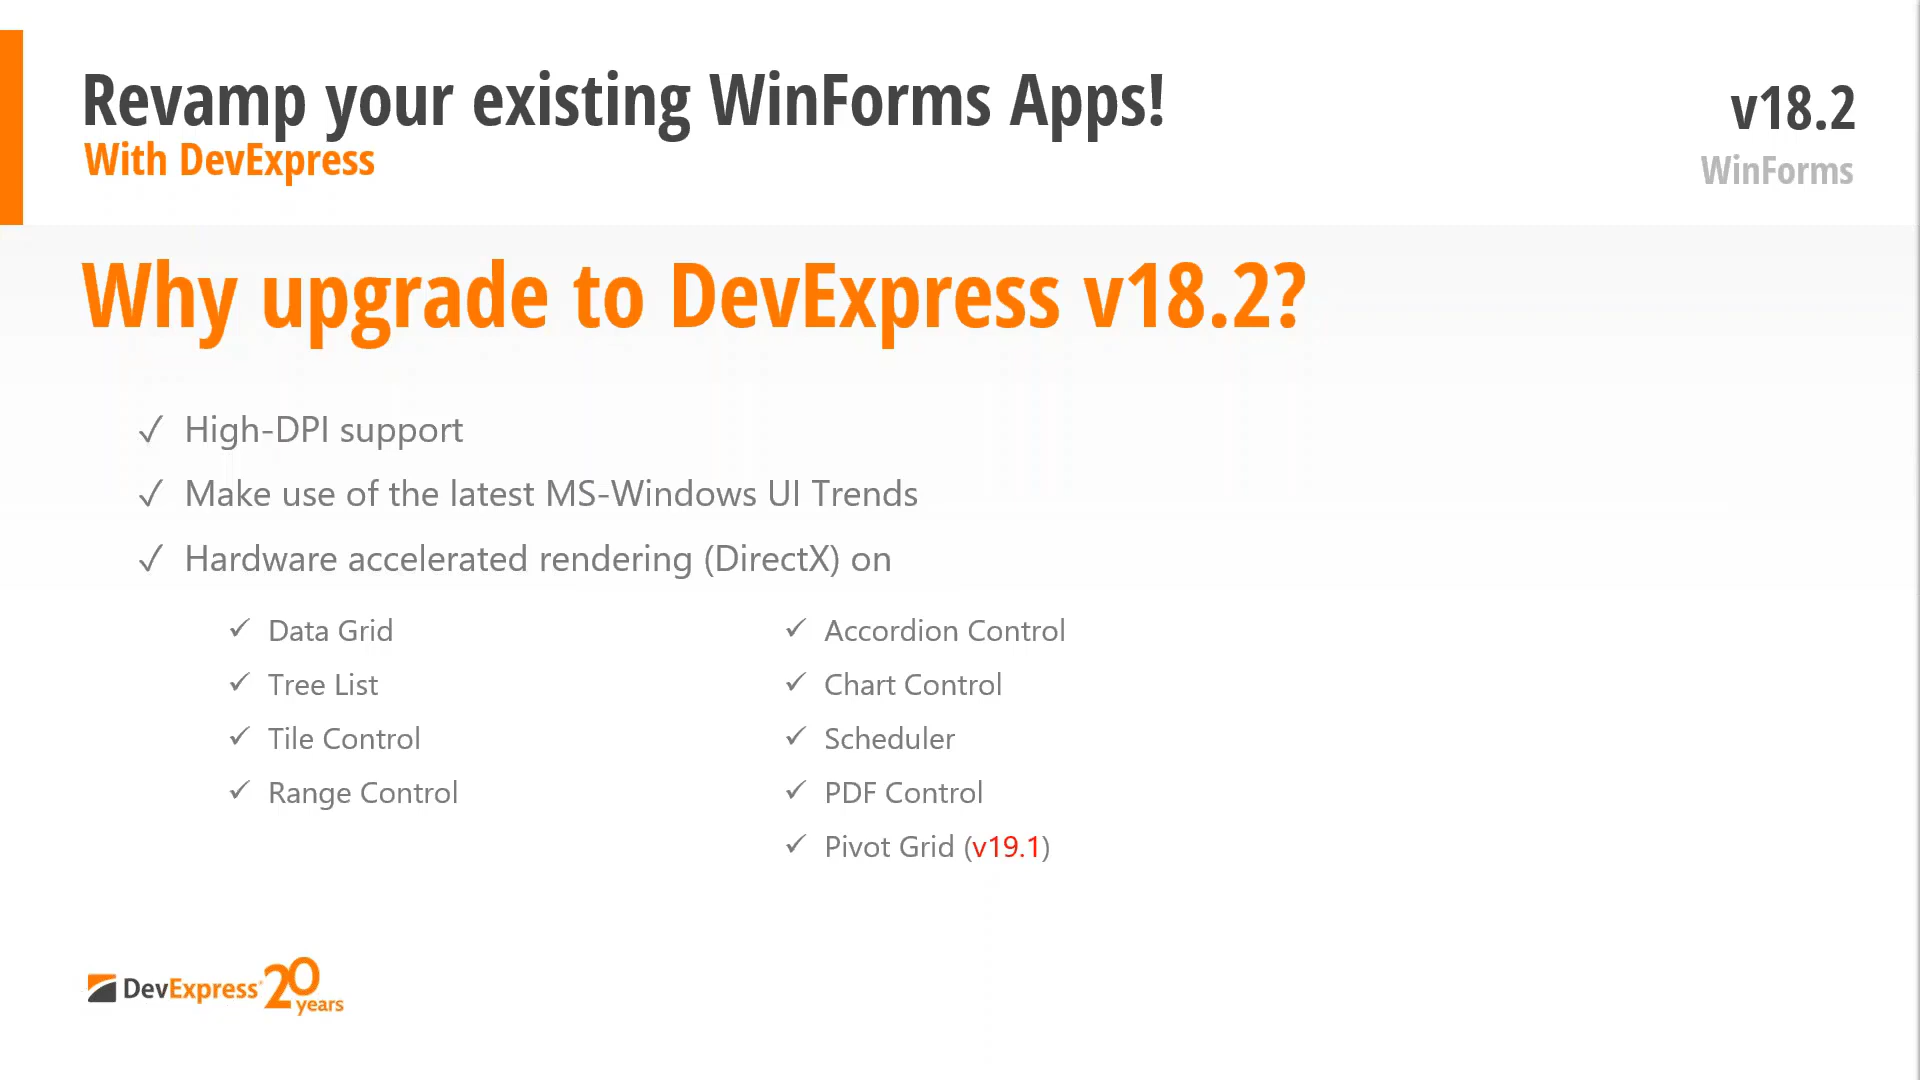 Revamp your existing WinForms Apps!
With DevExpress
v18.2
WinForms
Why upgrade to DevExpress v18.2?
✓ High-DPI support
✓ Make use of the latest MS-Windows UI Trends
✓ Hardware accelerated rendering (DirectX) on
✓ Data Grid
✓ Tree List
✓ Tile Control
✓ Range Control
✓ Accordion Control
✓ Chart Control
✓ Scheduler
✓ PDF Control
✓ Pivot Grid (v19.1)
DevExpress 20 years